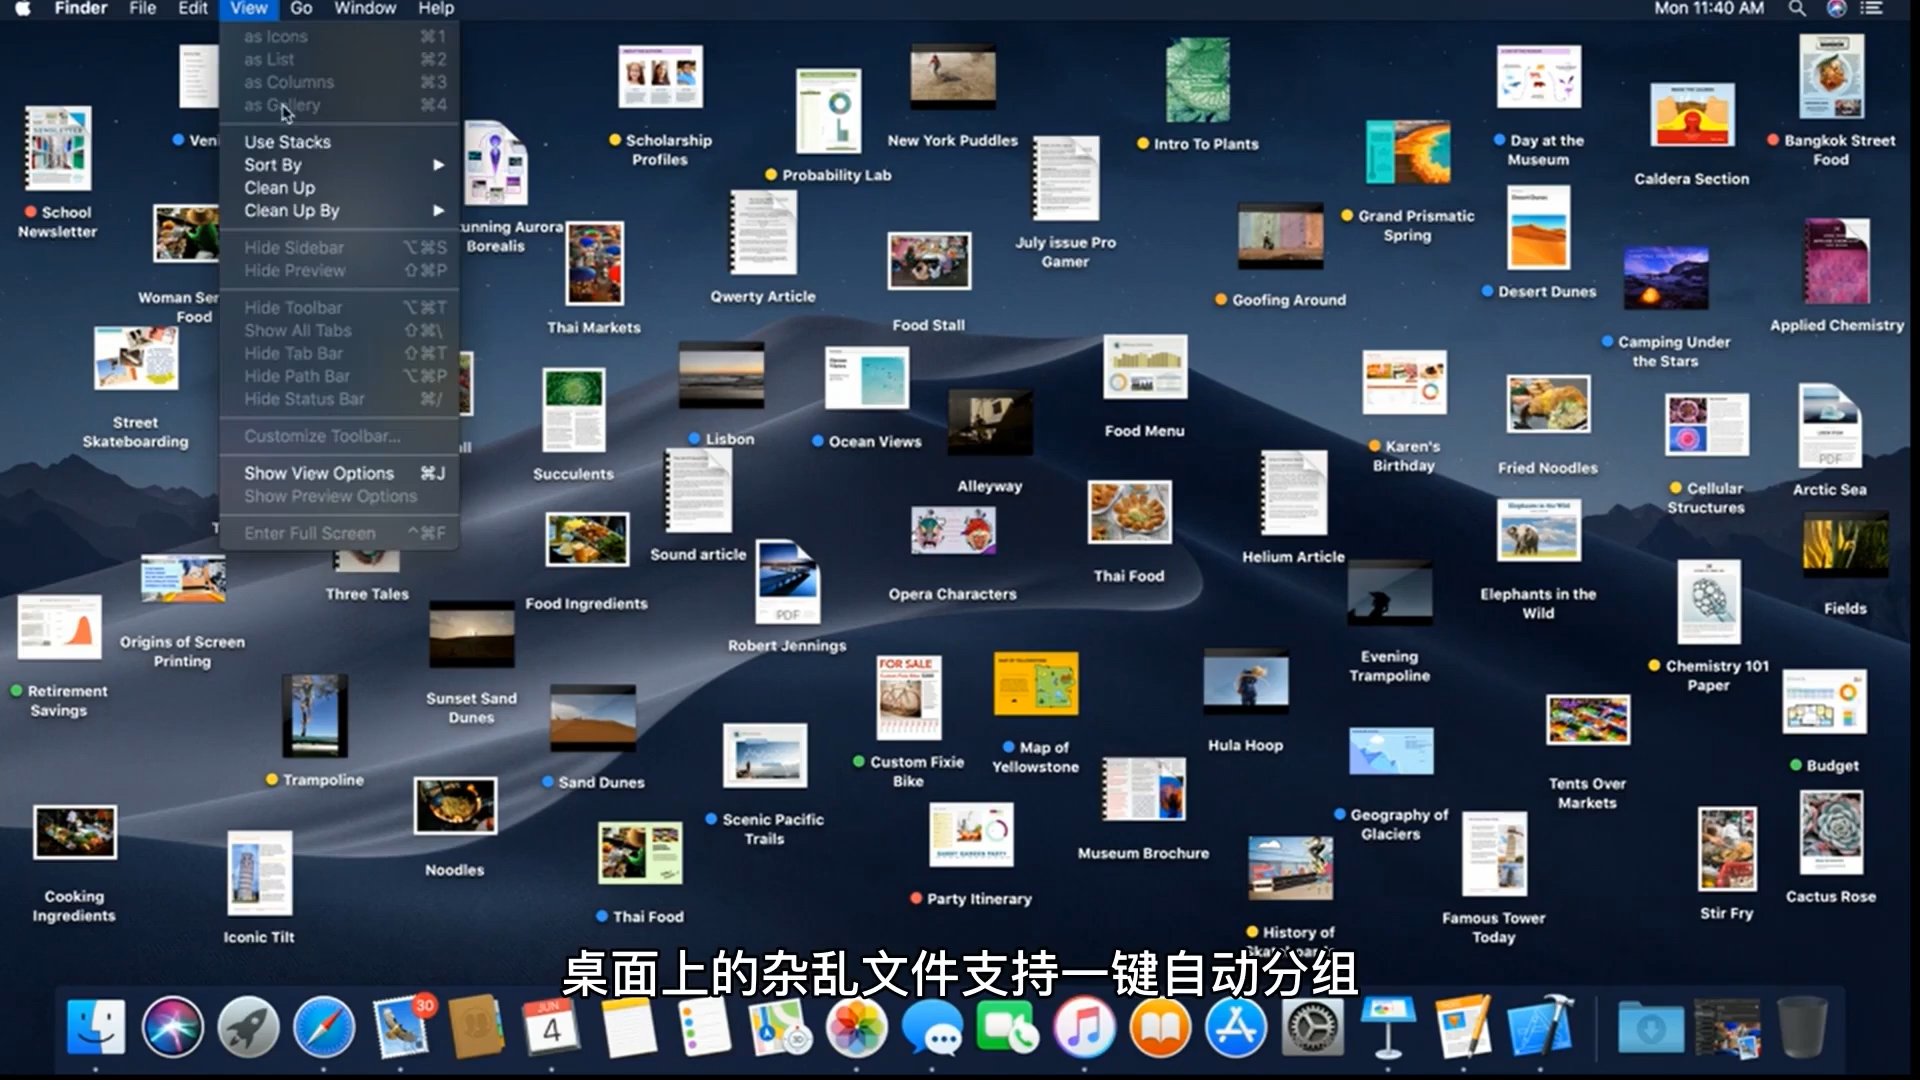 Finder File Edit View Go Window Help
Mon 11:40 AM
as Icons ⌘1
as List ⌘2
as Columns ⌘3
as Gallery ⌘4
Use Stacks
Sort By
Clean Up
Clean Up By
Hide Sidebar ⌥⌘S
Hide Preview ⇧⌘P
Hide Toolbar ⌥⌘T
Show All Tabs ⇧⌘\
Hide Tab Bar ⇧⌘T
Hide Path Bar ⌥⌘P
Hide Status Bar ⌘/
Customize Toolbar...
Show View Options ⌘J
Show Preview Options
Enter Full Screen ^⌘F
Scholarship
Profiles
Probability Lab
New York Puddles
Intro To Plants
Day at the
Museum
Caldera Section
Bangkok Street
Food
NEWSLETTER
School
Newsletter
Borealis
Qwerty Article
July issue Pro
Gamer
Grand Prismatic
Spring
Desert Dunes
Goofing Around
Camping Under
the Stars
Applied Chemistry
Food
Thai Markets
Food Stall
Street
Skateboarding
Succulents
Lisbon
Ocean Views
Alleyway
Food Menu
Karen's
Birthday
Fried Noodles
Cellular
Structures
PDF
Arctic Sea
Sound article
Opera Characters
Thai Food
Helium Article
Elephants in the
Wild
Fields
Three Tales
Food Ingredients
PDF
Robert Jennings
Origins of Screen
Printing
Retirement
Savings
Sunset Sand
Dunes
FOR SALE
Custom Fixie
Bike
Map of
Yellowstone
Hula Hoop
Evening
Trampoline
Chemistry 101
Paper
Trampoline
Sand Dunes
Scenic Pacific
Trails
Museum Brochure
Geography of
Glaciers
Tents Over
Markets
Budget
Cooking
Ingredients
Iconic Tilt
Noodles
Thai Food
Party Itinerary
History of
Famous Tower
Today
Stir Fry
Cactus Rose
桌面上的杂乱文件支持一键自动分组
30
JUN
4
3D